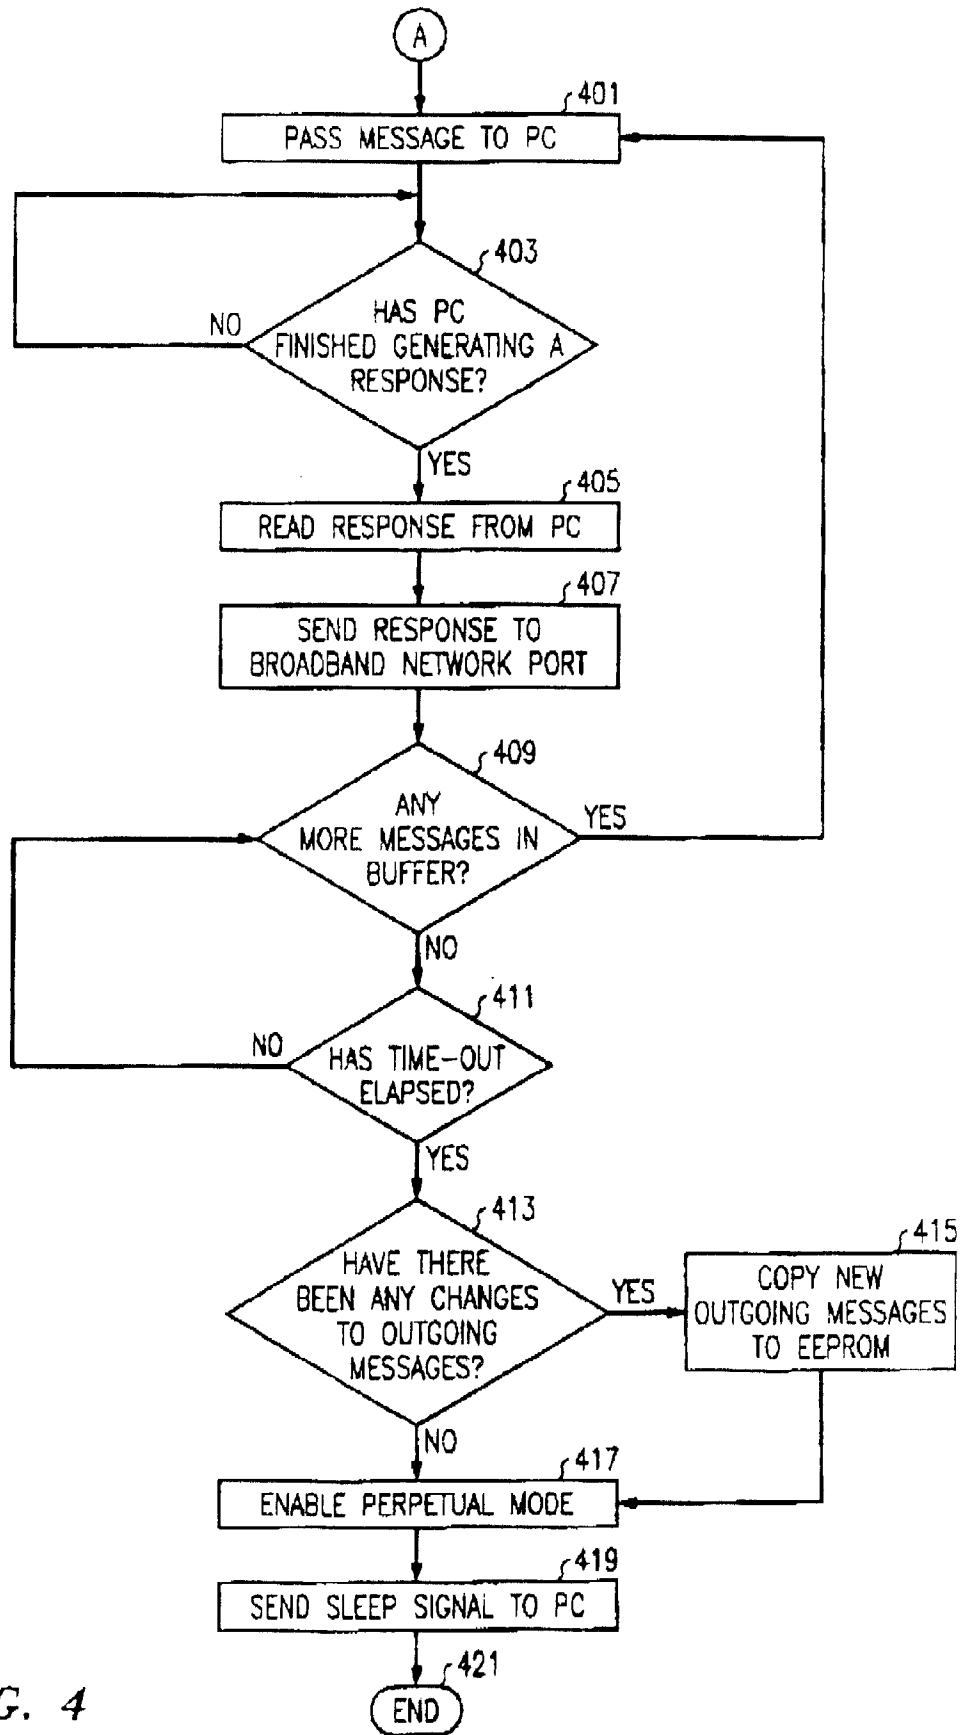 A
401
PASS MESSAGE TO PC
403
HAS PC
FINISHED GENERATING A
RESPONSE?
NO
YES
405
READ RESPONSE FROM PC
407
SEND RESPONSE TO
BROADBAND NETWORK PORT
409
ANY
MORE MESSAGES IN
BUFFER?
YES
NO
411
HAS TIME-OUT
ELAPSED?
NO
YES
413
HAVE THERE
BEEN ANY CHANGES
TO OUTGOING
MESSAGES?
YES
415
COPY NEW
OUTGOING MESSAGES
TO EEPROM
NO
417
ENABLE PERPETUAL MODE
419
SEND SLEEP SIGNAL TO PC
421
END
G. 4